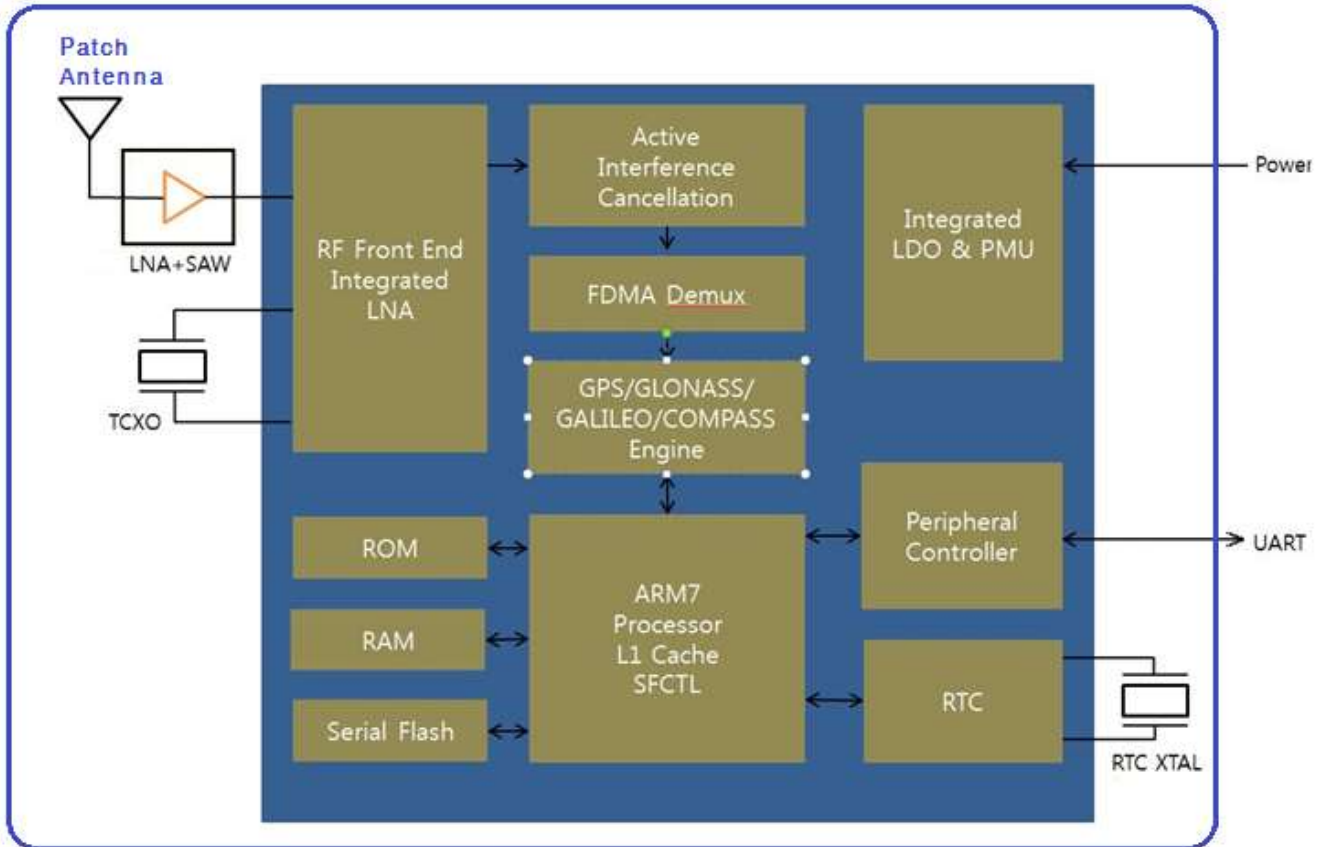 Patch
Antenna
LNA+SAW
TCXO
RF Front End
Integrated
LNA
Active
Interference
Cancellation
FDMA Demux
GPS/GLONASS/
GALILEO/COMPASS
Engine
Integrated
LDO & PMU
Power
ROM
RAM
Serial Flash
ARM7
Processor
L1 Cache
SFCTL
Peripheral
Controller
UART
RTC
RTC XTAL